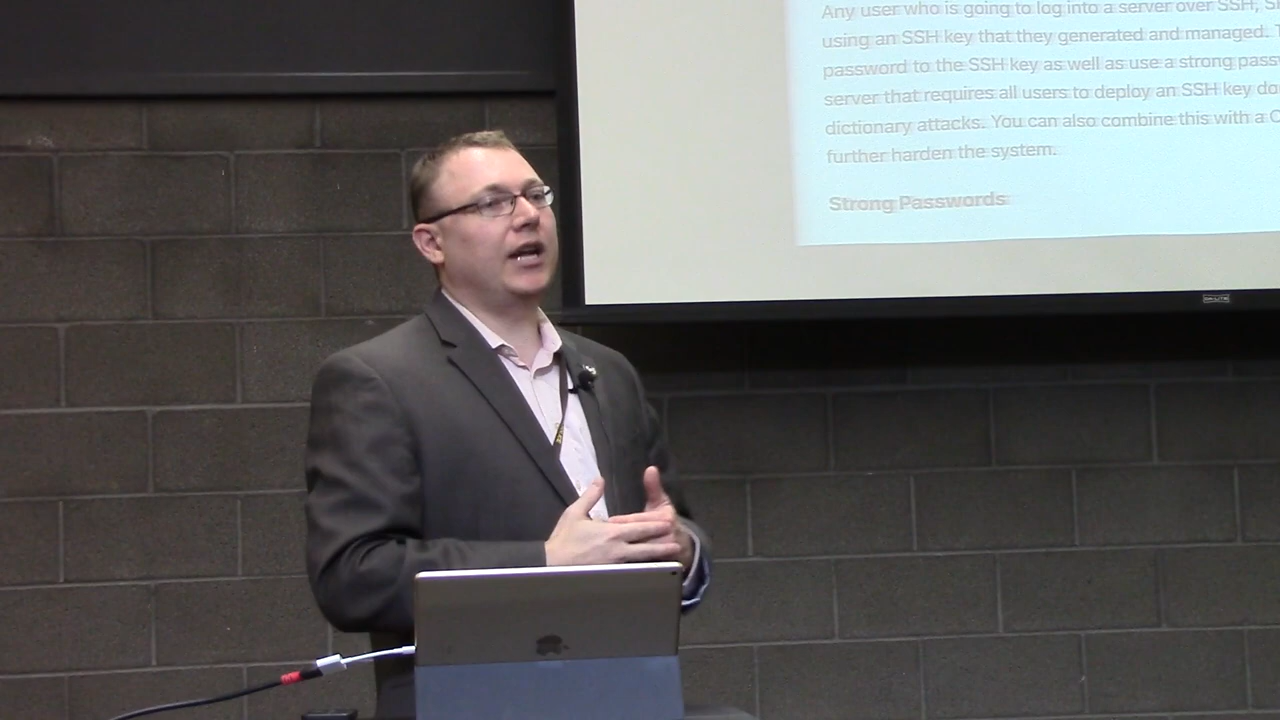 Any user who is going to log into a server over SSH,
using an SSH key that they generated and managed.
password to the SSH key as well as use a strong
server that requires all users to deploy an SSH key
dictionary attacks. You can also combine this with a
further harden the system.
Strong Passwords
DA-LITE